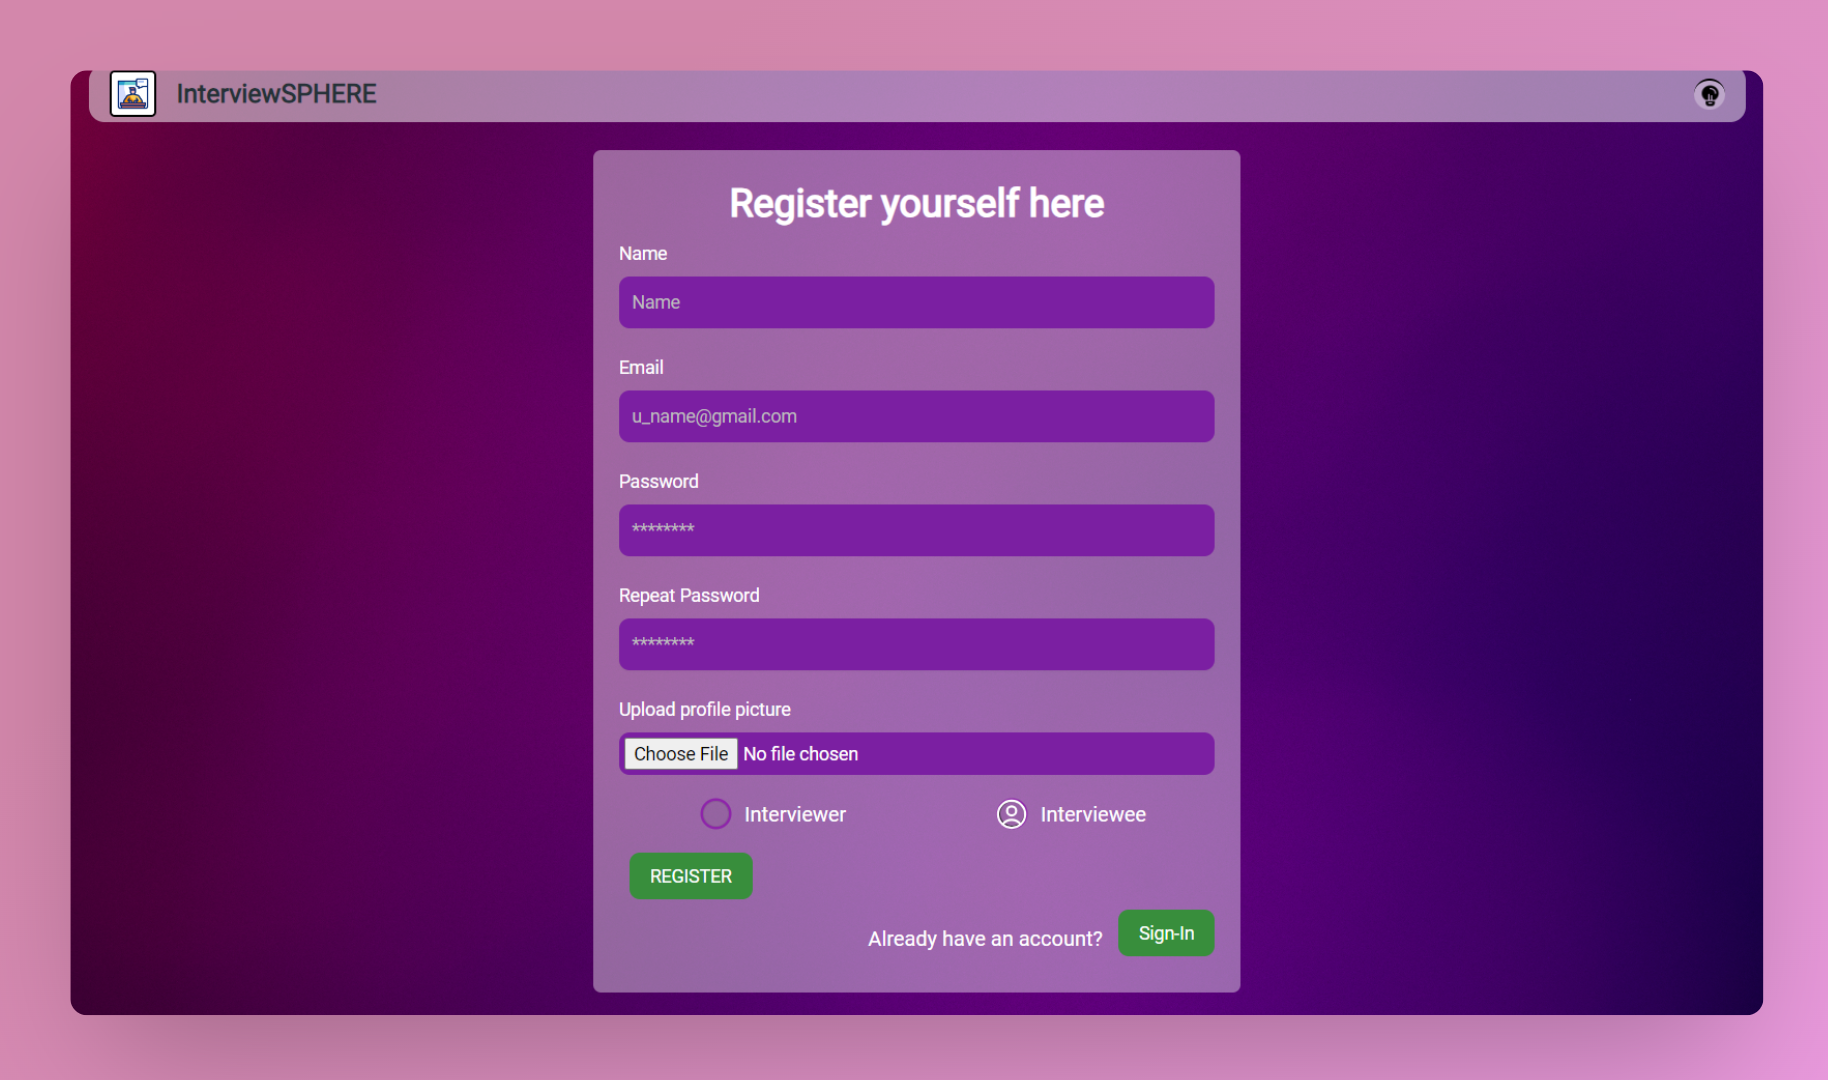 InterviewSPHERE
Register yourself here
Name
Name
Email
u_name@gmail.com
Password
********
Repeat Password
********
Upload profile picture
Choose File No file chosen
Interviewer Interviewee
REGISTER
Already have an account? Sign-In